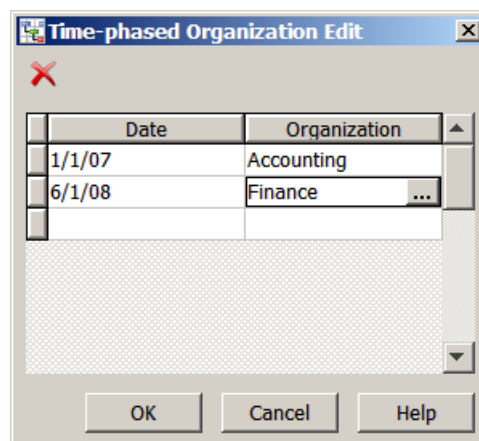 Time-phased Organization Edit
Date Organization
1/1/07 Accounting
6/1/08 Finance ...
OK Cancel Help